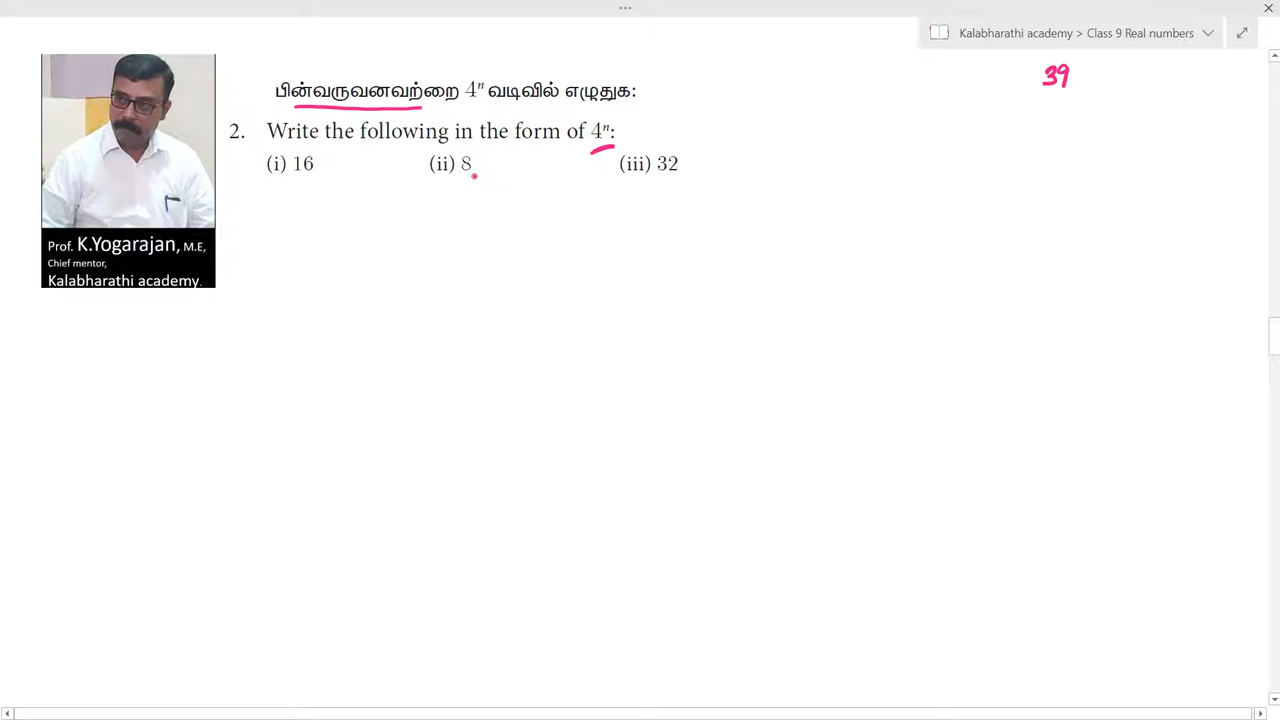 Kalabharathi academy > Class 9 Real numbers
39
பின்வருவனவற்றை 4ⁿ வடிவில் எழுதுக:
2. Write the following in the form of 4ⁿ:
(i) 16 (ii) 8 (iii) 32
Prof. K.Yogarajan, M.E,
Chief mentor,
Kalabharathi academy.